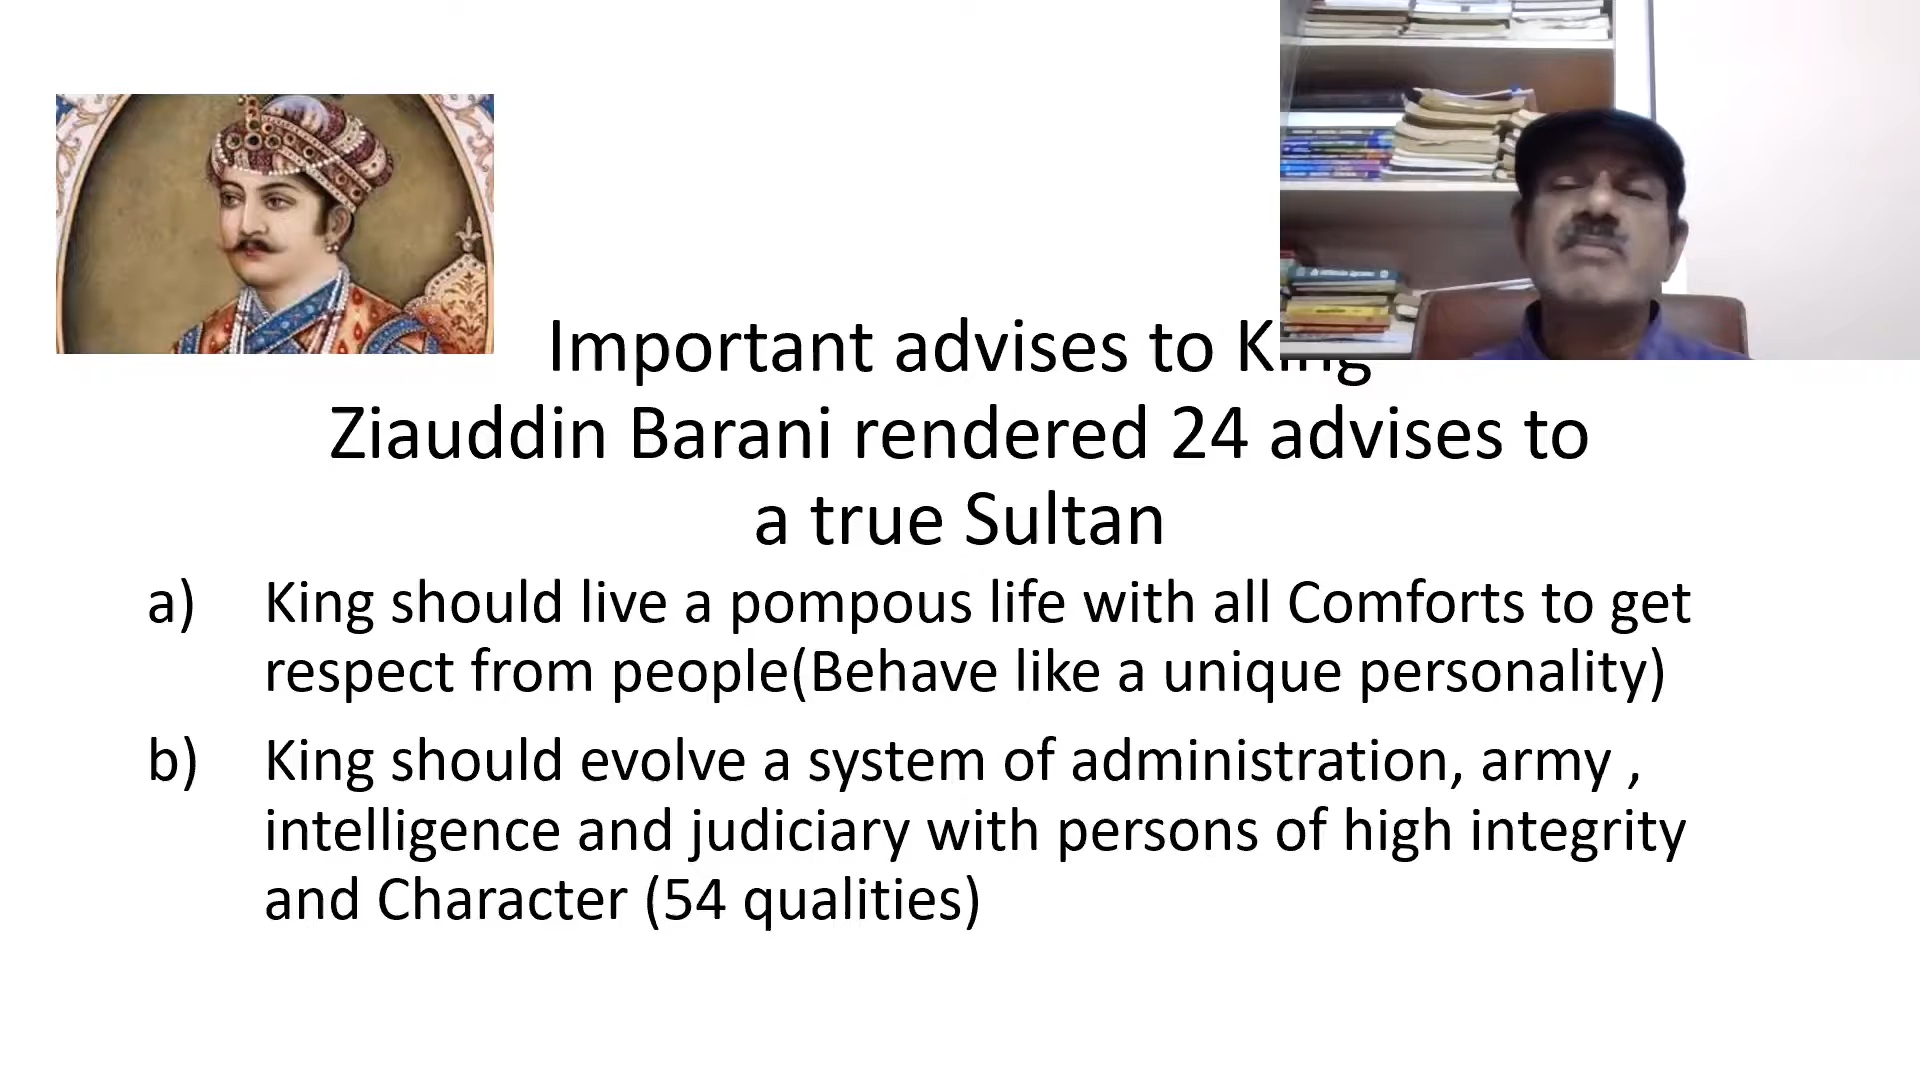 Important advises to King
Ziauddin Barani rendered 24 advises to
a true Sultan
a) King should live a pompous life with all Comforts to get
respect from people(Behave like a unique personality)
b) King should evolve a system of administration, army ,
intelligence and judiciary with persons of high integrity
and Character (54 qualities)